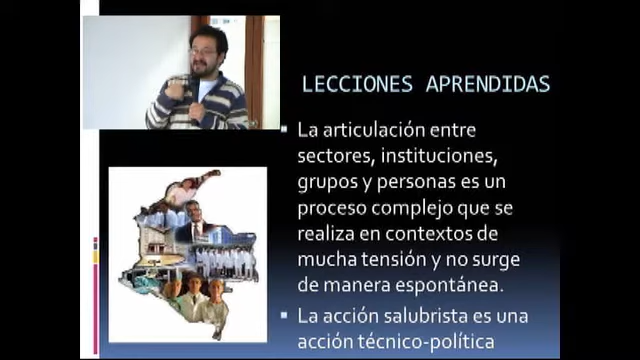 LECCIONES APRENDIDAS
La articulación entre
sectores, instituciones,
grupos y personas es un
proceso complejo que se
realiza en contextos de
mucha tensión y no surge
de manera espontánea.
La acción salubrista es una
acción técnico-política